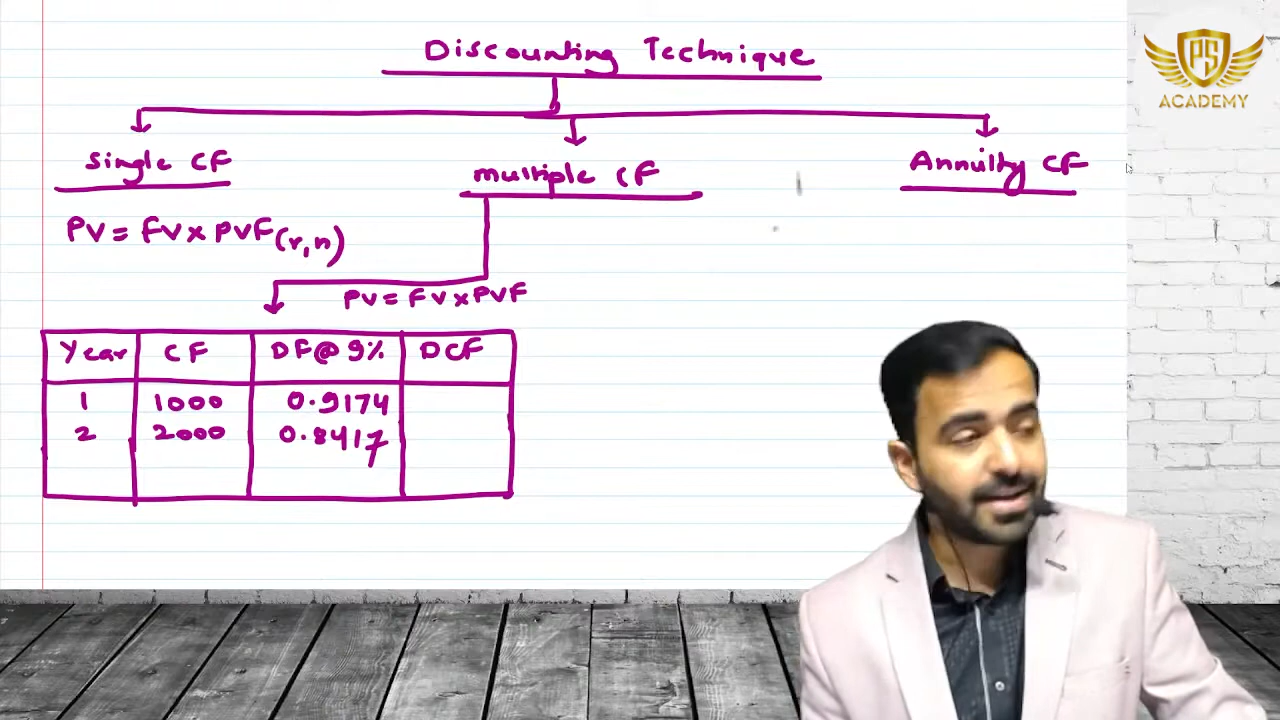 Discounting Technique
Single CF
multiple CF
Annuity CF
PV = FV x PVF(r,n)
PV = FV x PVF
Year CF DF@9% DCF
1 1000 0.9174
2 2000 0.8417
PS
ACADEMY